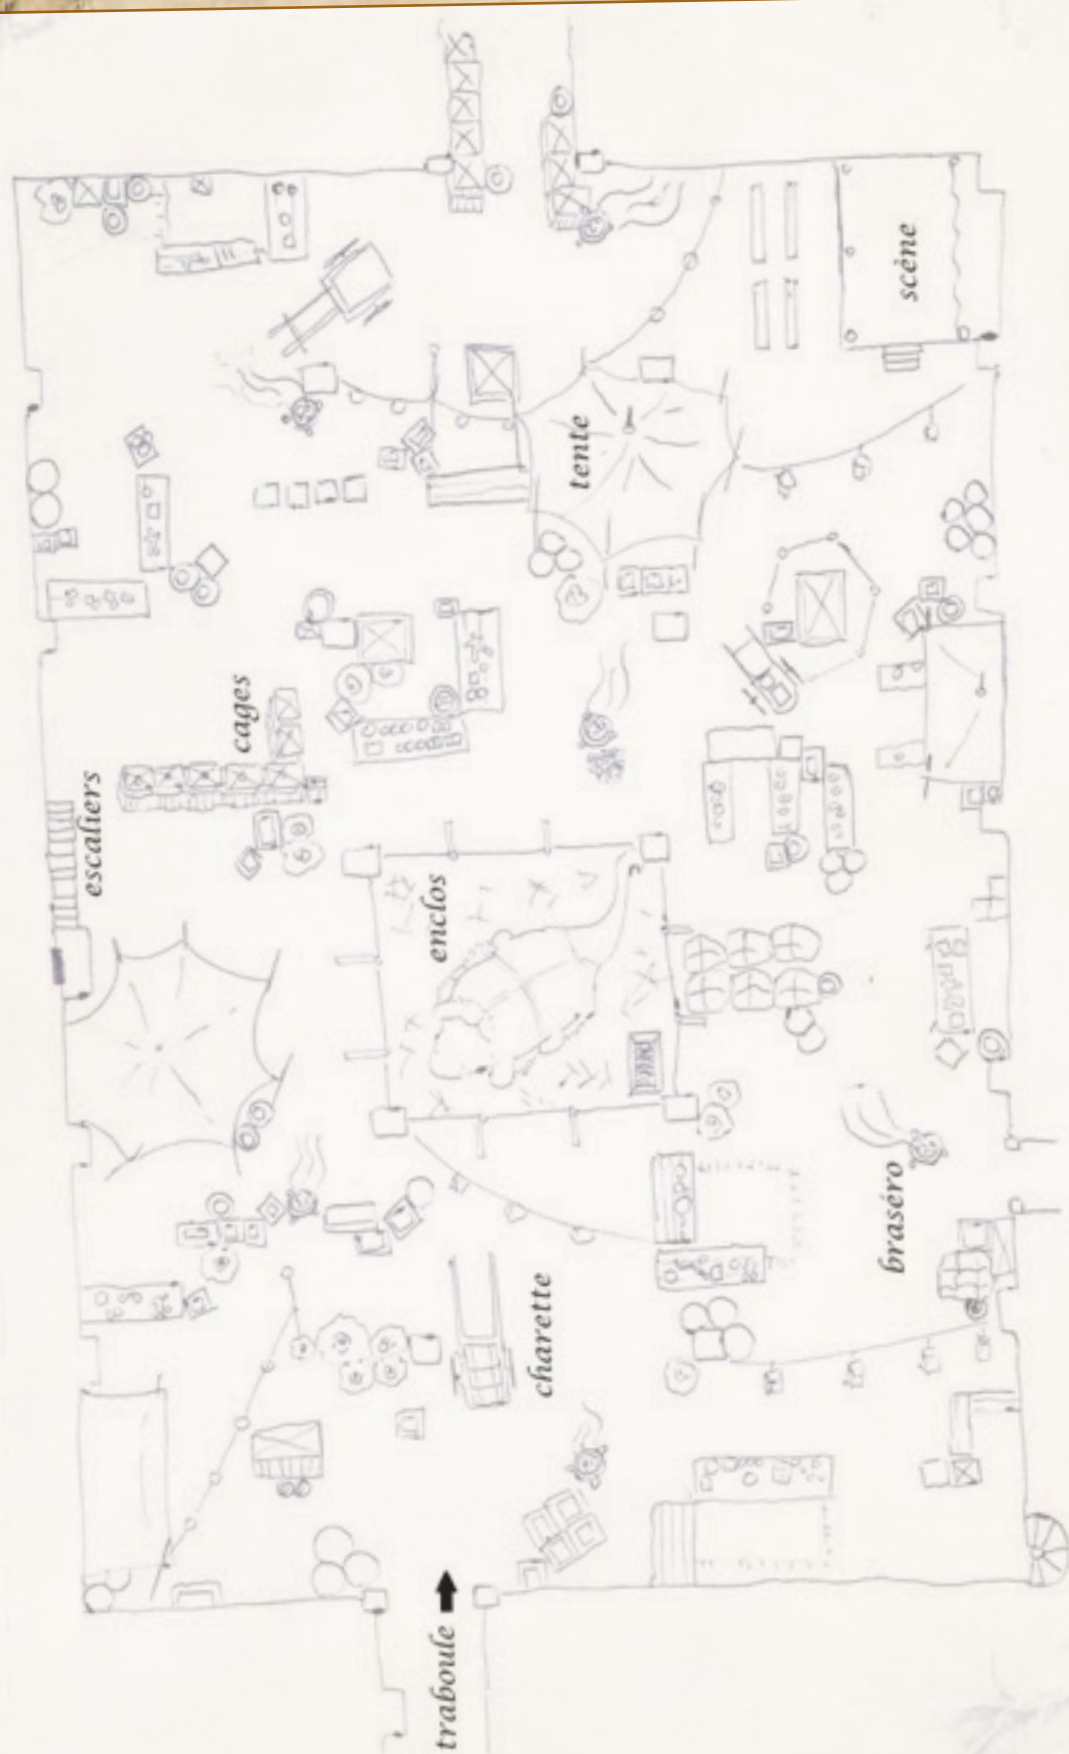 scène
tente
cages
escaliers
enclos
braséro
charette
traboule